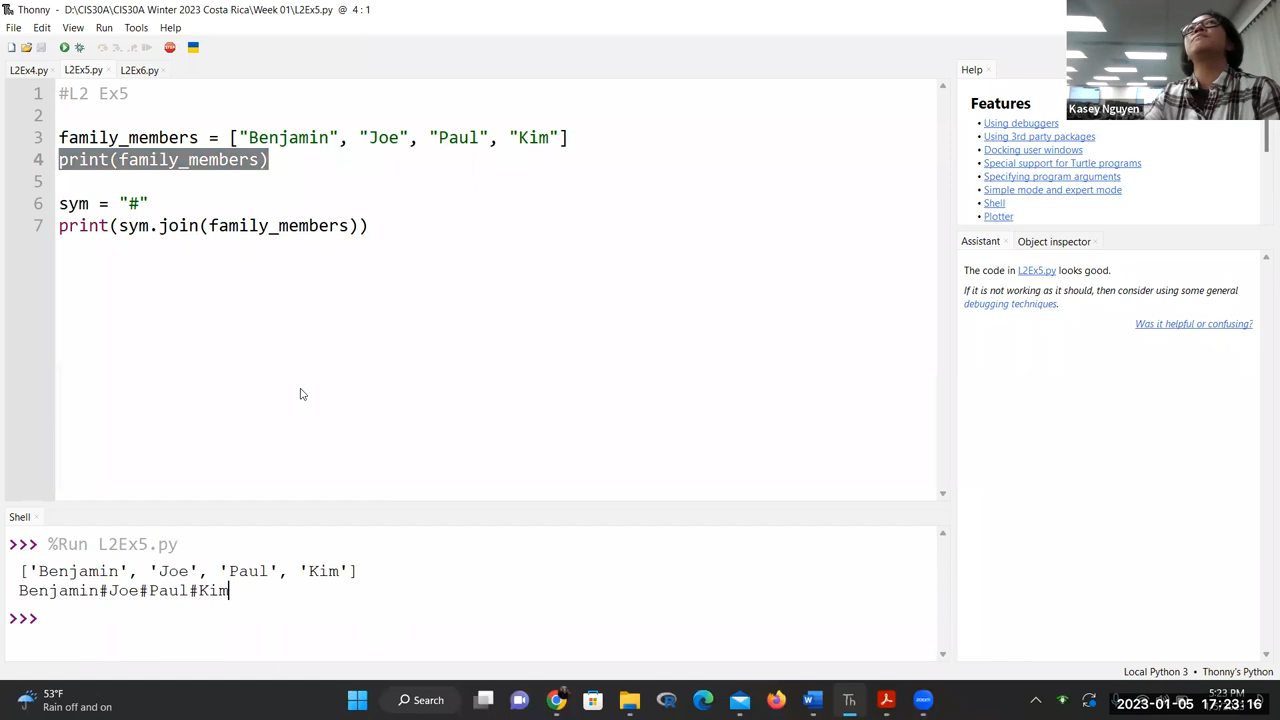 Thonny - D:\CIS30A\CIS30A Winter 2023 Costa Rica\Week 01\L2Ex5.py @ 4 : 1
File Edit View Run Tools Help
L2Ex4.py L2Ex5.py L2Ex6.py
1 #L2 Ex5
2
3 family_members = ["Benjamin", "Joe", "Paul", "Kim"]
4 print(family_members)
5
6 sym = "#"
7 print(sym.join(family_members))
Shell
>>> %Run L2Ex5.py
['Benjamin', 'Joe', 'Paul', 'Kim']
Benjamin#Joe#Paul#Kim
>>>
Kasey Nguyen
Help
Features
• Using debuggers
• Using 3rd party packages
• Docking user windows
• Special support for Turtle programs
• Specifying program arguments
• Simple mode and expert mode
• Shell
• Plotter
Assistant Object inspector
The code in L2Ex5.py looks good.
If it is not working as it should, then consider using some general
debugging techniques.
Was it helpful or confusing?
Local Python 3 • Thonny's Python
53°F
Rain off and on
Search
Th
zoom
5:23 PM
2023-01-05 17:23:16